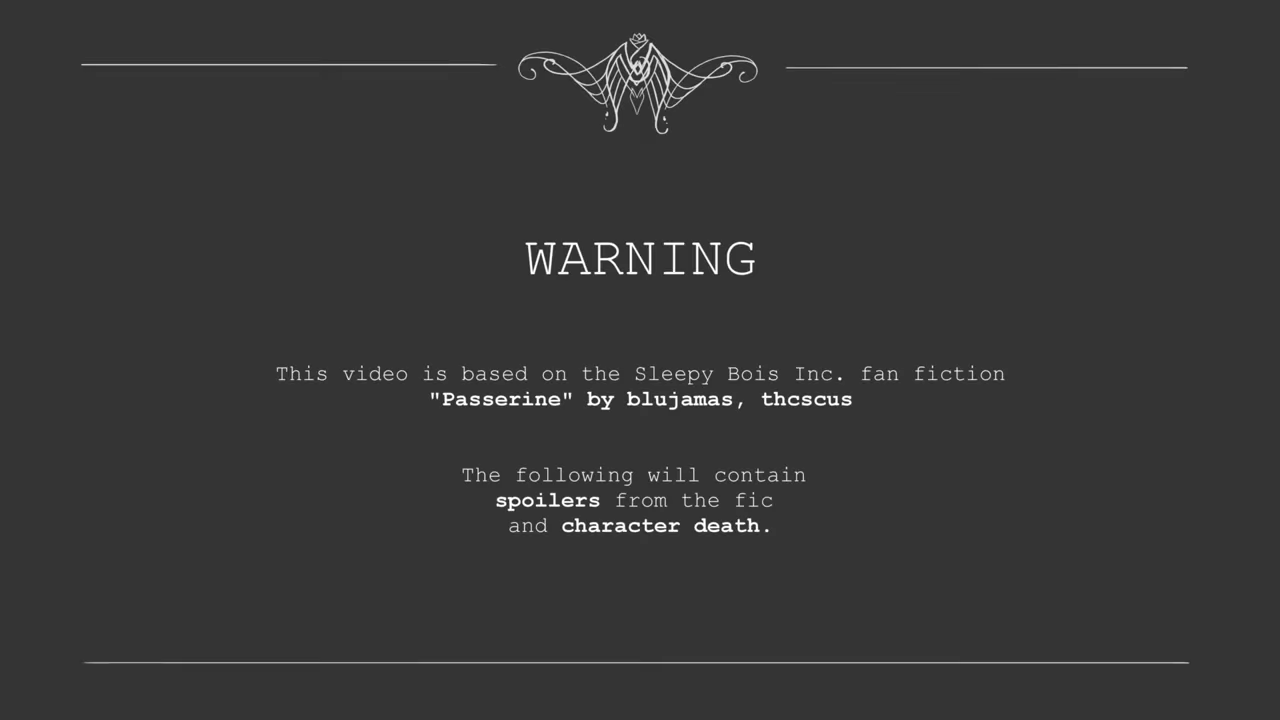 WARNING
This video is based on the Sleepy Bois Inc. fan fiction
"Passerine" by blujamas, thcscus
The following will contain
spoilers from the fic
and character death.